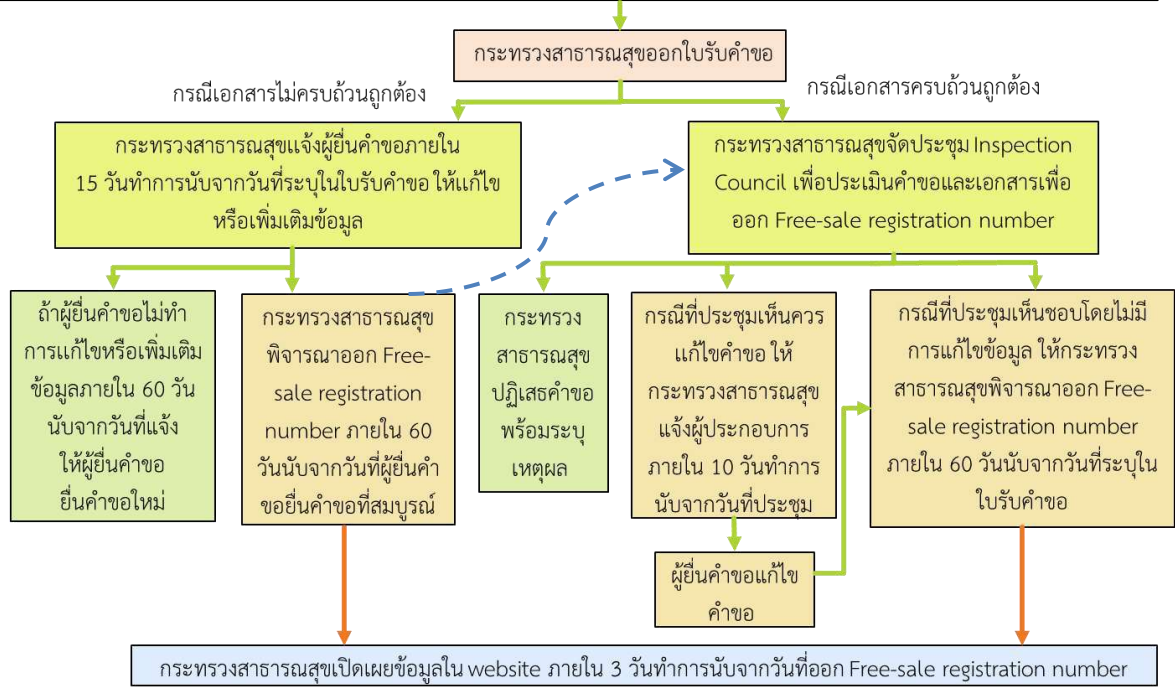 กระทรวงสาธารณสุขออกใบรับคำขอ
กรณีเอกสารไม่ครบถ้วนถูกต้อง
กรณีเอกสารครบถ้วนถูกต้อง
กระทรวงสาธารณสุขแจ้งผู้ยื่นคำขอภายใน
15 วันทำการนับจากวันที่ระบุในใบรับคำขอ ให้แก้ไข
หรือเพิ่มเติมข้อมูล
กระทรวงสาธารณสุขจัดประชุม Inspection
Council เพื่อประเมินคำขอและเอกสารเพื่อ
ออก Free-sale registration number
ถ้าผู้ยื่นคำขอไม่ทำ
การแก้ไขหรือเพิ่มเติม
ข้อมูลภายใน 60 วัน
นับจากวันที่แจ้ง
ให้ผู้ยื่นคำขอ
ยื่นคำขอใหม่
กระทรวงสาธารณสุข
พิจารณาออก Free-
sale registration
number ภายใน 60
วันนับจากวันที่ผู้ยื่นคำ
ขอยื่นคำขอที่สมบูรณ์
กระทรวง
สาธารณสุข
ปฏิเสธคำขอ
พร้อมระบุ
เหตุผล
กรณีที่ประชุมเห็นควร
แก้ไขคำขอ ให้
กระทรวงสาธารณสุข
แจ้งผู้ประกอบการ
ภายใน 10 วันทำการ
นับจากวันที่ประชุม
กรณีที่ประชุมเห็นชอบโดยไม่มี
การแก้ไขข้อมูล ให้กระทรวง
สาธารณสุขพิจารณาออก Free-
sale registration number
ภายใน 60 วันนับจากวันที่ระบุใน
ใบรับคำขอ
ผู้ยื่นคำขอแก้ไข
คำขอ
กระทรวงสาธารณสุขเปิดเผยข้อมูลใน website ภายใน 3 วันทำการนับจากวันที่ออก Free-sale registration number